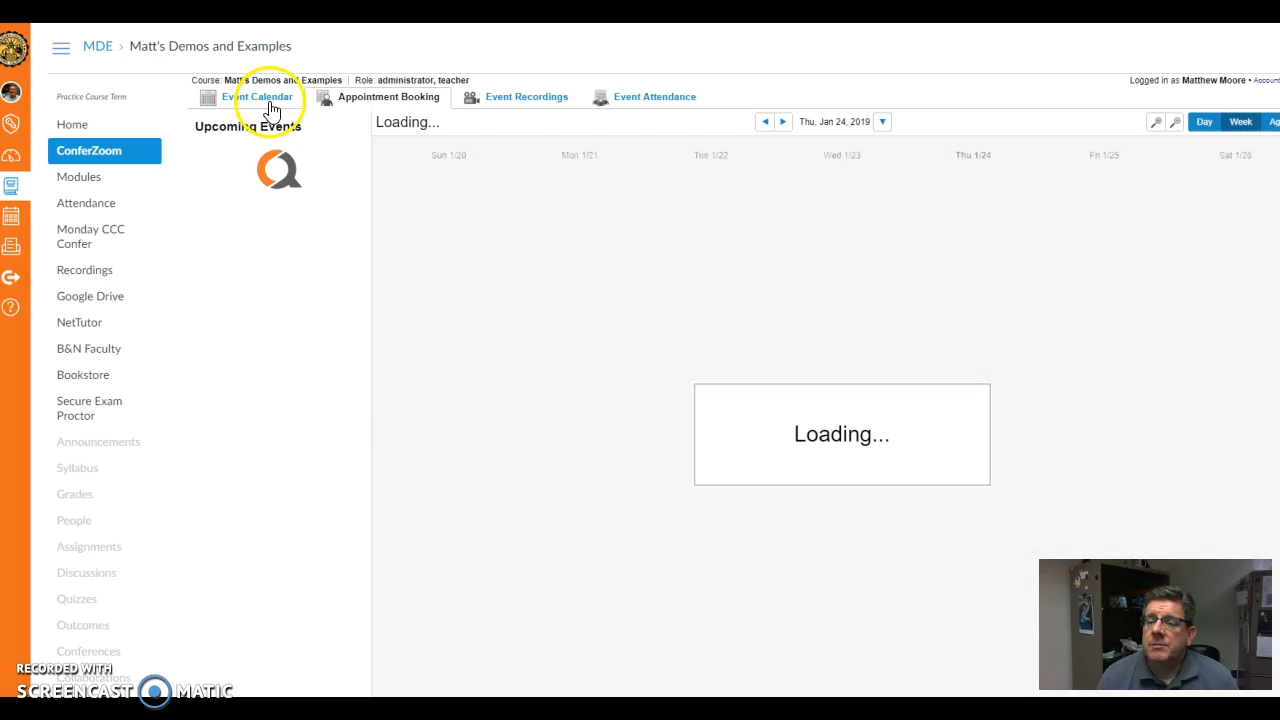 MDE › Matt's Demos and Examples
Course: Matt's Demos and Examples | Role: administrator, teacher
Logged in as Matthew Moore • Account
Event Calendar
Appointment Booking
Event Recordings
Event Attendance
Practice Course Term
Home
ConferZoom
Modules
Attendance
Monday CCC
Confer
Recordings
Google Drive
NetTutor
B&N Faculty
Bookstore
Secure Exam
Proctor
Announcements
Syllabus
Grades
People
Assignments
Discussions
Quizzes
Outcomes
Conferences
Collaborations
Upcoming Events
Loading...
Thu, Jan 24, 2019
Day Week Ag
Sun 1/20 Mon 1/21 Tue 1/22 Wed 1/23 Thu 1/24 Fri 1/25 Sat 1/26
Loading...
RECORDED WITH
SCREENCAST MATIC